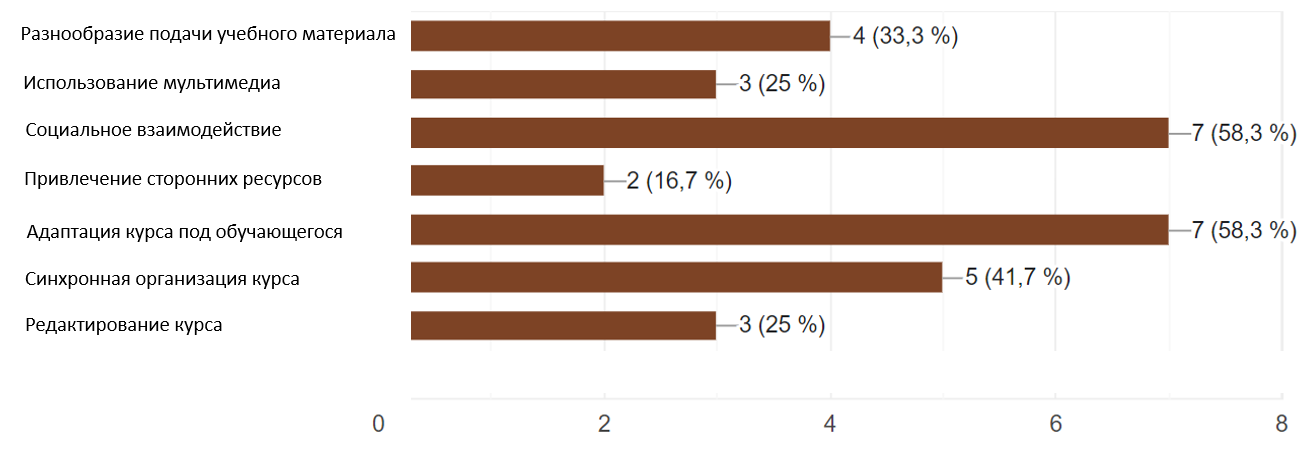 Разнообразие подачи учебного материала 4 (33,3 %)
Использование мультимедиа 3 (25 %)
Социальное взаимодействие 7 (58,3 %)
Привлечение сторонних ресурсов 2 (16,7 %)
Адаптация курса под обучающегося 7 (58,3 %)
Синхронная организация курса 5 (41,7 %)
Редактирование курса 3 (25 %)
0 2 4 6 8